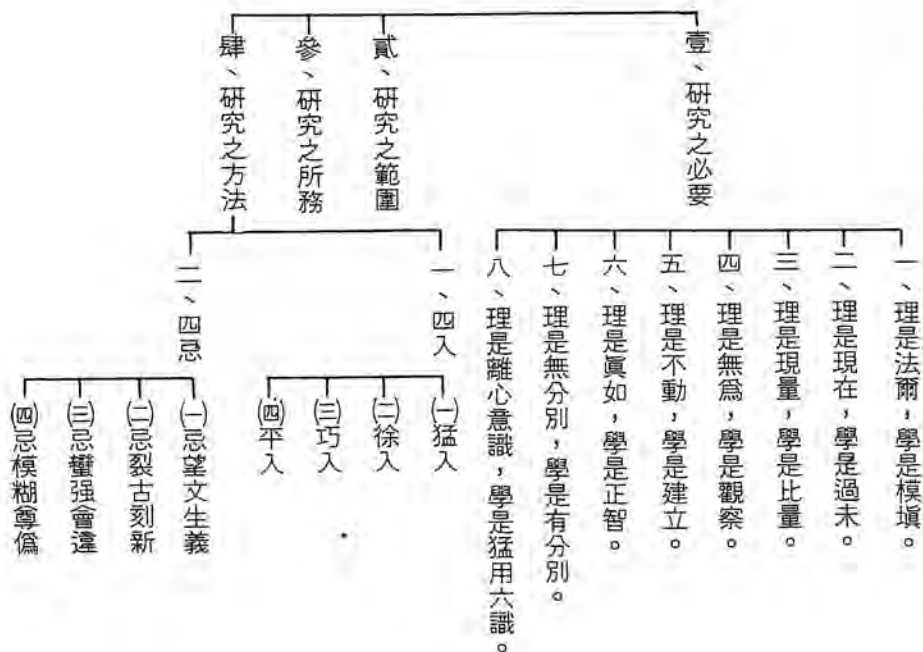 壹、研究之必要
一、理是法爾，學是模塡。
二、理是現在，學是過未。
三、理是現量，學是比量。
四、理是無爲，學是觀察。
五、理是不動，學是建立。
六、理是眞如，學是正智。
七、理是無分別，學是有分別。
八、理是離心意識，學是猛用六識。
貳、研究之範圍
參、研究之所務
肆、研究之方法
一、四入
㈠猛入
㈡徐入
㈢巧入
㈣平入
二、四忌
㈠忌望文生義
㈡忌裂古刻新
㈢忌蠻强會違
㈣忌模糊尊僞